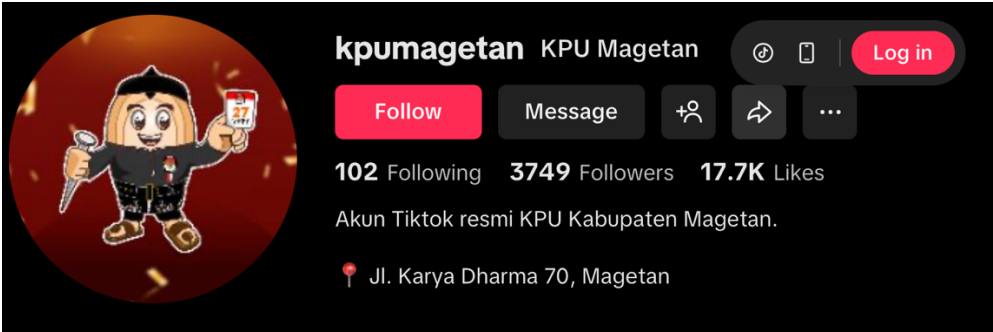 kpumagetan KPU Magetan
Log in
Follow Message
102 Following 3749 Followers 17.7K Likes
Akun Tiktok resmi KPU Kabupaten Magetan.
Jl. Karya Dharma 70, Magetan
27